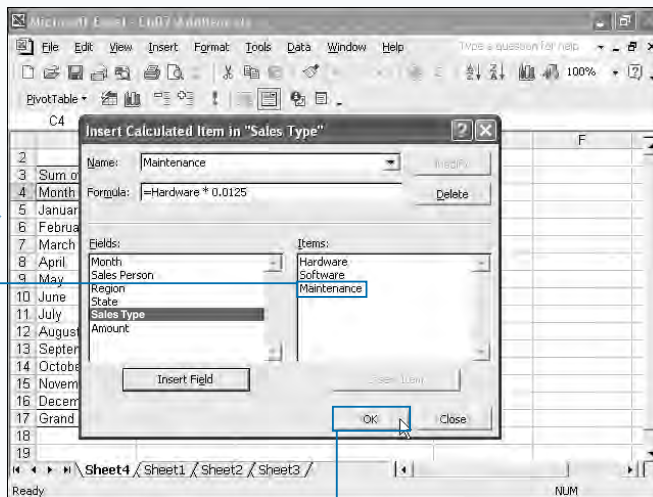 Microsoft Excel - Ch07 AddItem.xls
File Edit View Insert Format Tools Data Window Help Type a question for help
100%
PivotTable
C4
Insert Calculated Item in "Sales Type"
F
Name: Maintenance Modify
Formula: =Hardware * 0.0125 Delete
Fields: Items:
Month Hardware
Sales Person Software
Region Maintenance
State
Sales Type
Amount
Insert Field Insert Item
OK Close
2
3 Sum o
4 Month
5 Januar
6 Februa
7 March
8 April
9 May
10 June
11 July
12 August
13 Septer
14 Octobe
15 Novem
16 Decem
17 Grand
18
19
Sheet4 Sheet1 Sheet2 Sheet3
Ready NUM